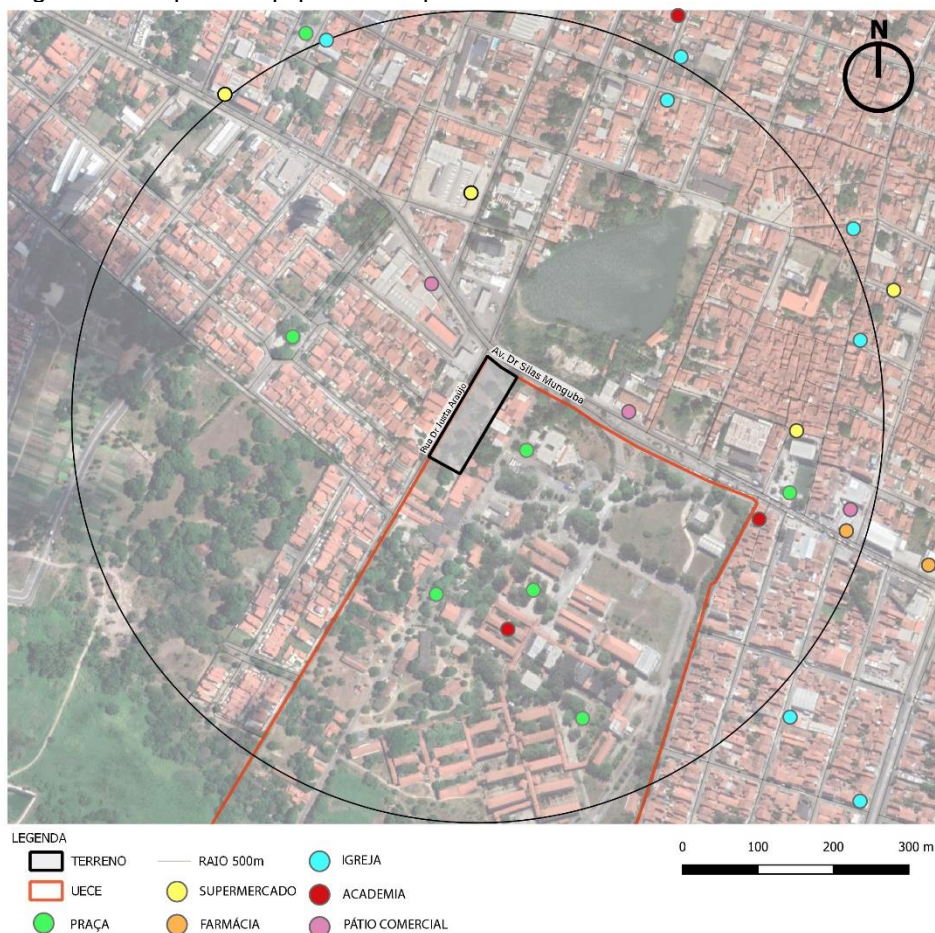 N
Av. Dr Silas Munguba
Rua Dr Justa Araújo
LEGENDA
TERRENO
RAIO 500m
IGREJA
UECE
SUPERMERCADO
ACADEMIA
PRAÇA
FARMÁCIA
PÁTIO COMERCIAL
0 100 200 300 m